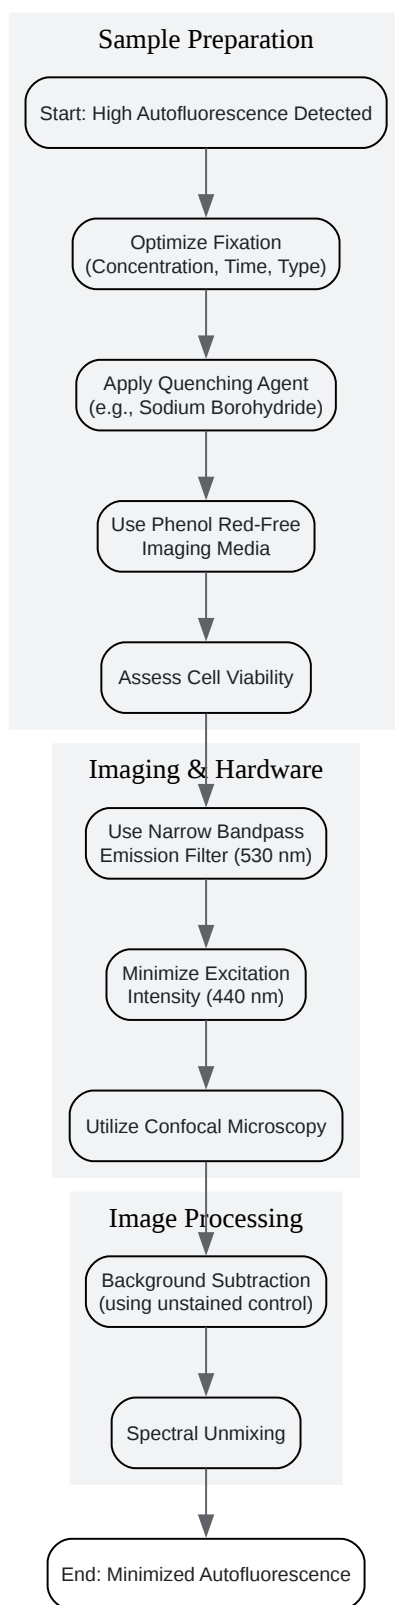 Sample Preparation
Start: High Autofluorescence Detected
Optimize Fixation
(Concentration, Time, Type)
Apply Quenching Agent
(e.g., Sodium Borohydride)
Use Phenol Red-Free
Imaging Media
Assess Cell Viability
Imaging & Hardware
Use Narrow Bandpass
Emission Filter (530 nm)
Minimize Excitation
Intensity (440 nm)
Utilize Confocal Microscopy
Image Processing
Background Subtraction
(using unstained control)
Spectral Unmixing
End: Minimized Autofluorescence